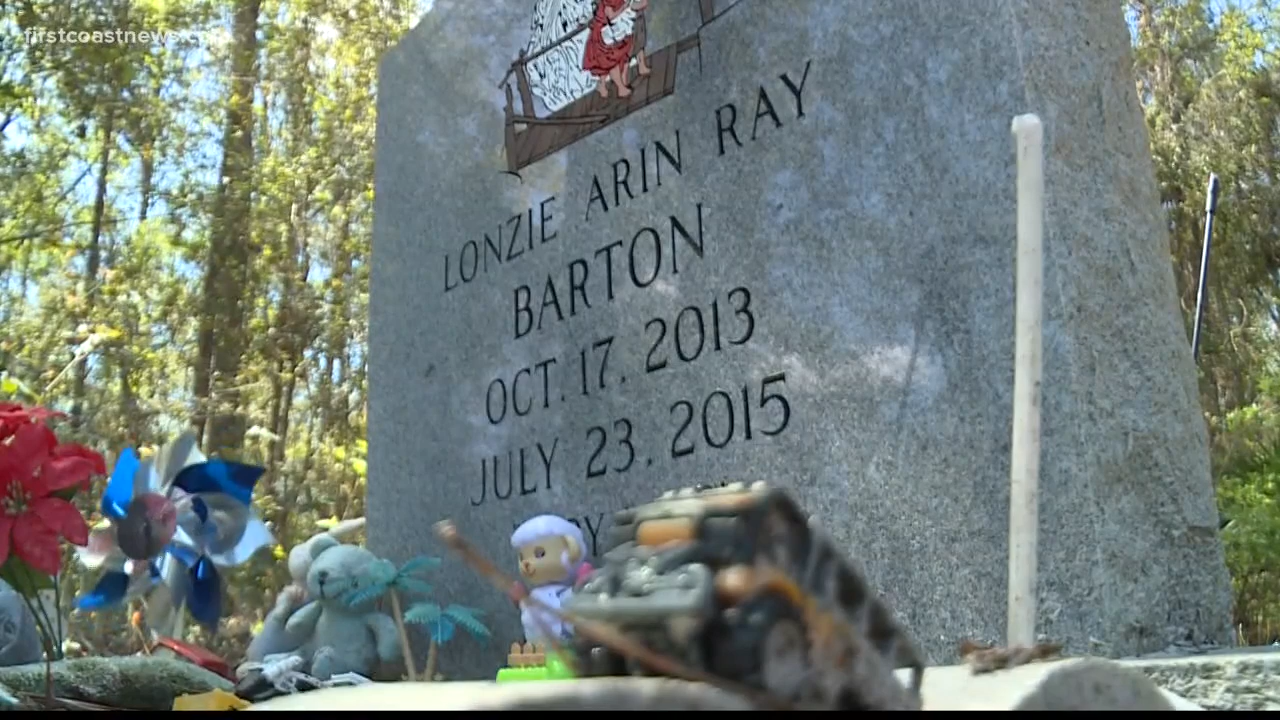 firstcoastnews.com
LONZIE ARIN RAY
BARTON
OCT. 17. 2013
JULY 23. 2015